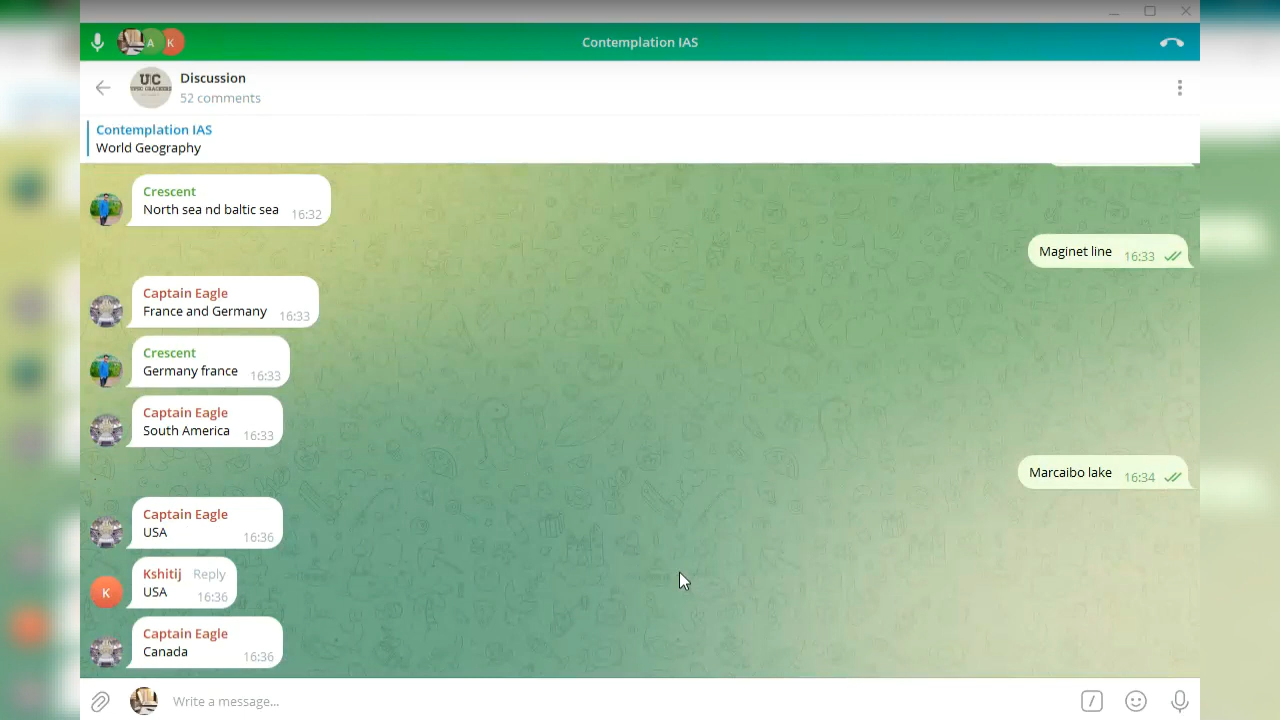 A K
Contemplation IAS
UC
UPSC CRACKERS
Discussion
52 comments
Contemplation IAS
World Geography
Crescent
North sea nd baltic sea 16:32
Maginet line 16:33
Captain Eagle
France and Germany 16:33
Crescent
Germany france 16:33
Captain Eagle
South America 16:33
Marcaibo lake 16:34
Captain Eagle
USA 16:36
K
Kshitij Reply
USA 16:36
Captain Eagle
Canada 16:36
Write a message...